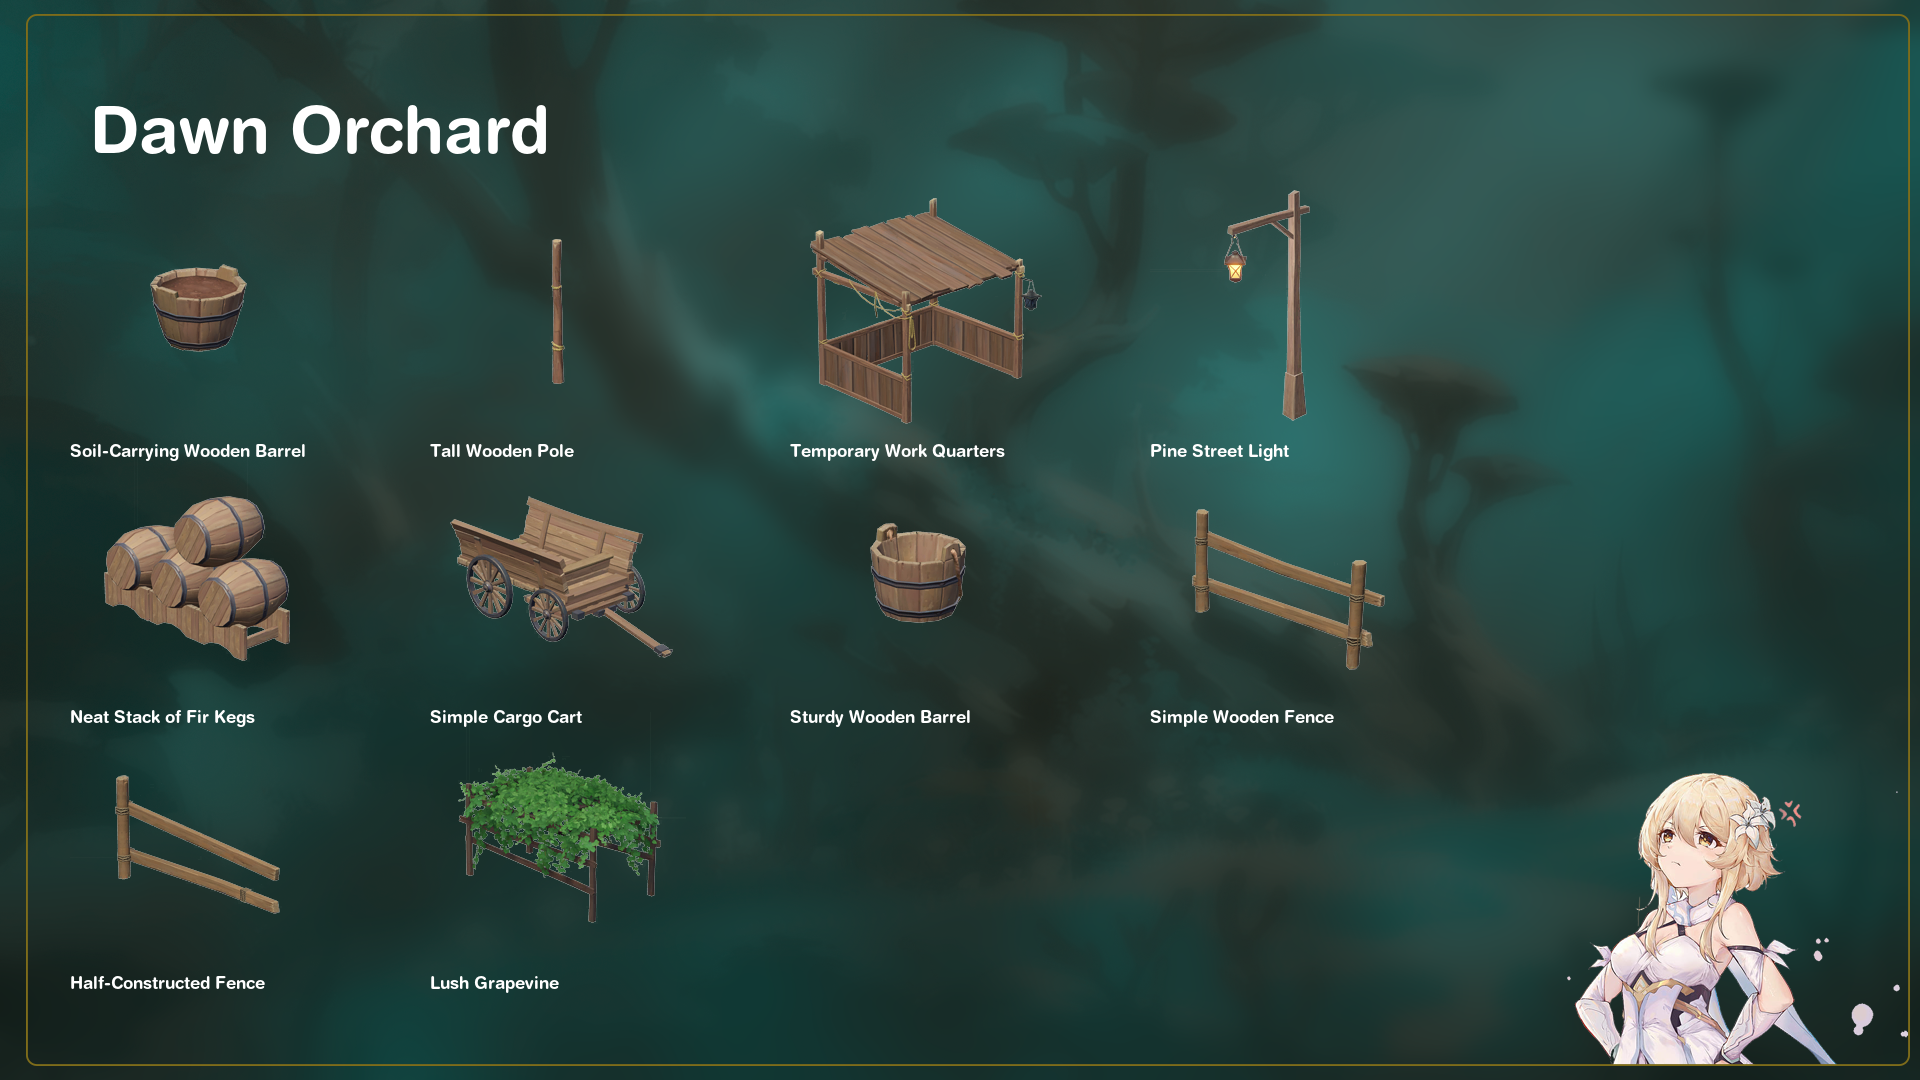 Dawn Orchard
Soil-Carrying Wooden Barrel
Tall Wooden Pole
Temporary Work Quarters
Pine Street Light
Neat Stack of Fir Kegs
Simple Cargo Cart
Sturdy Wooden Barrel
Simple Wooden Fence
Half-Constructed Fence
Lush Grapevine